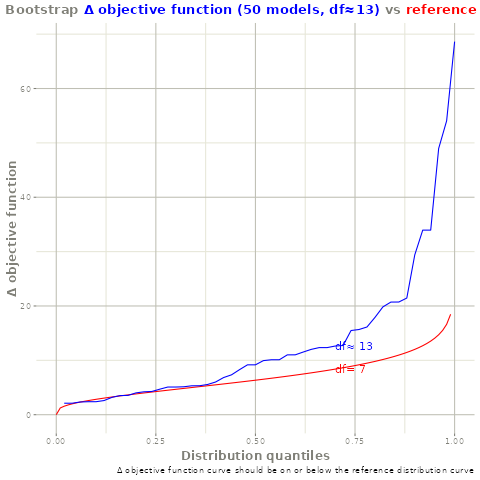 Bootstrap Δ objective function (50 models, df≈13) vs reference
Δ objective function
60
40
20
0
df≈ 13
df= 7
0.00 0.25 0.50 0.75 1.00
Distribution quantiles
Δ objective function curve should be on or below the reference distribution curve